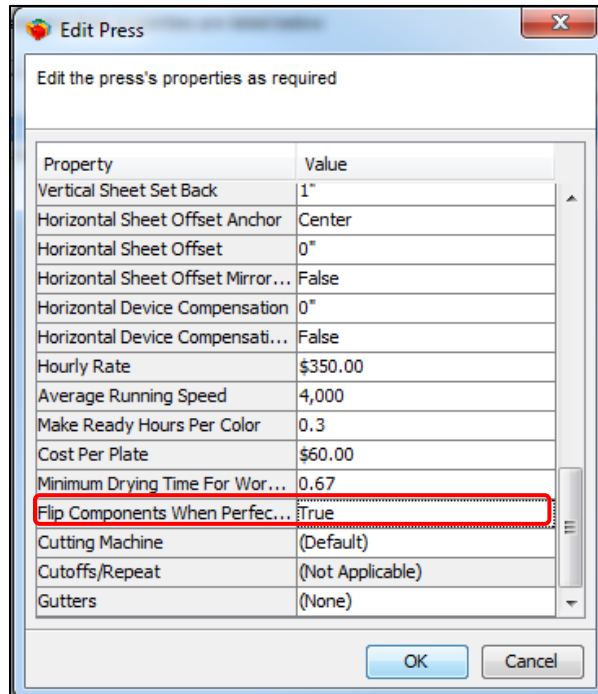 Edit Press
Edit the press's properties as required
Property Value
Vertical Sheet Set Back 1"
Horizontal Sheet Offset Anchor Center
Horizontal Sheet Offset 0"
Horizontal Sheet Offset Mirror... False
Horizontal Device Compensation 0"
Horizontal Device Compensati... False
Hourly Rate $350.00
Average Running Speed 4,000
Make Ready Hours Per Color 0.3
Cost Per Plate $60.00
Minimum Drying Time For Wor... 0.67
Flip Components When Perfec... True
Cutting Machine (Default)
Cutoffs/Repeat (Not Applicable)
Gutters (None)
OK Cancel